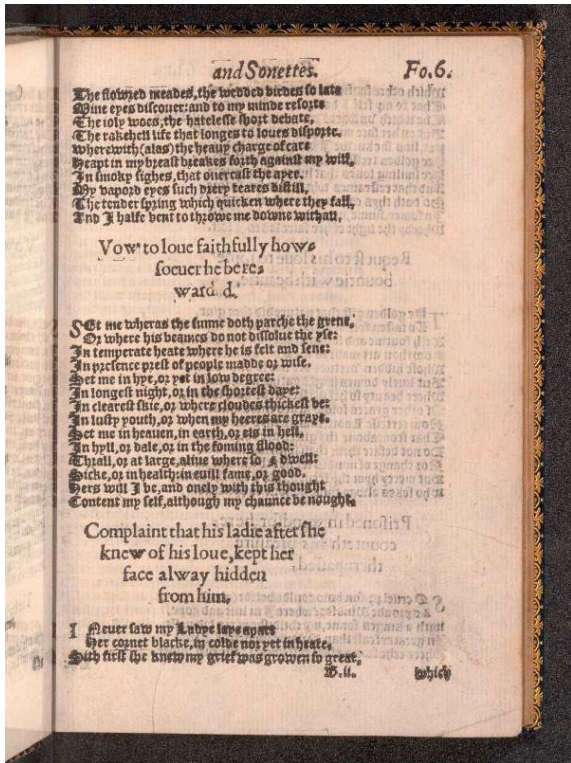 and Sonettes. Fo.6.
The flowred meades, the wedded birdes so late
Mine eyes discouer: and to my minde resorte
The ioly woes, the hatelesse short debate,
The rakehell life that longes to loues disporte.
Wherewith (alas) the heauy charge of care
Heapt in my breast breakes forth against my will,
In smoky sighes, that ouercast the ayer.
My vapord eyes such drery teares distill,
The tender spring which quicken where they fall,
And I halfe bent to throwe me downe withall.
Vow to loue faithfully how-
soeuer he be re-
ward d.
SEt me wheras the sunne doth parche the grene,
Or where his beames do not dissolue the yse:
In temperate heate where he is felt and sene:
In presence prest of people madde or wise.
Set me in hye, or yet in low degree:
In longest night, or in the shortest daye:
In clearest skie, or where cloudes thickest be:
In lusty youth, or when my heeres are graye.
Set me in heauen, in earth, or els in hell,
In hyll, or dale, or in the foming flood:
Thrall, or at large, aliue where so I dwell:
Sicke, or in health: in euill fame, or good.
Hers will I be, and onely with this thought
Content my self, although my chaunce be nought.
Complaint that his ladie after she
knew of his loue, kept her
face alway hidden
from him.
I Neuer saw my Ladye laye apart
Her cornet blacke, in colde nor yet in heate,
Sith first she knew my grief was growen so great,
B.ii. which